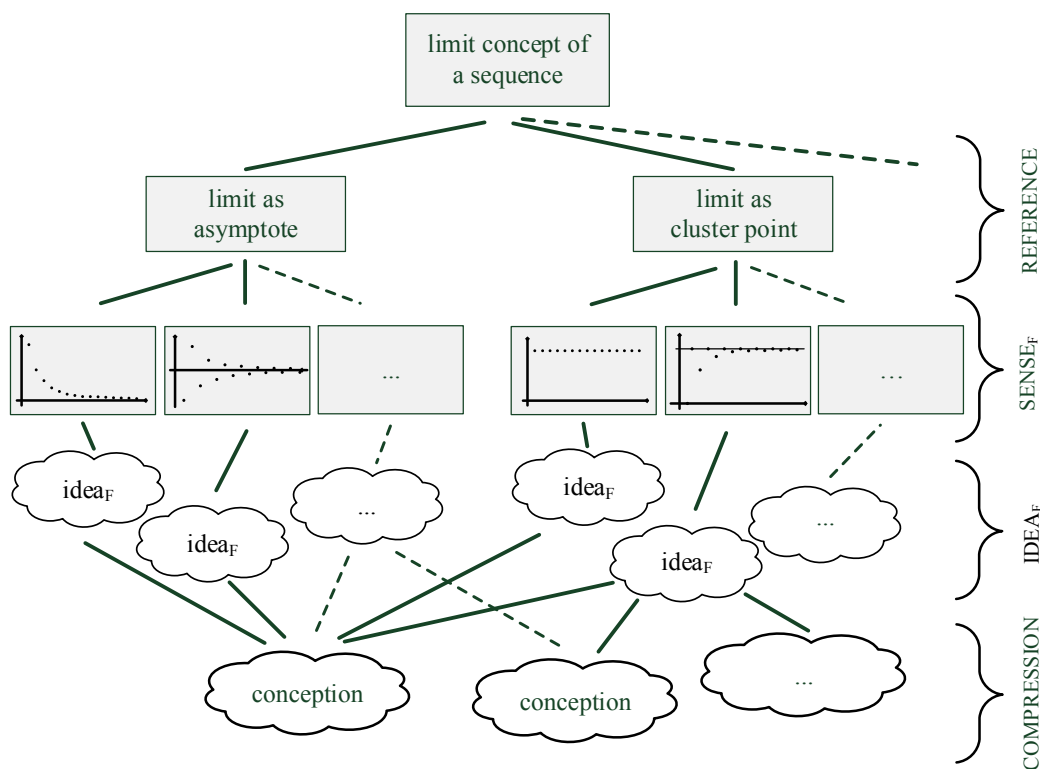 limit concept of
a sequence
limit as
asymptote
limit as
cluster point
REFERENCE
...
...
SENSE_F
idea_F
idea_F
...
idea_F
idea_F
...
IDEA_F
conception
conception
...
COMPRESSION